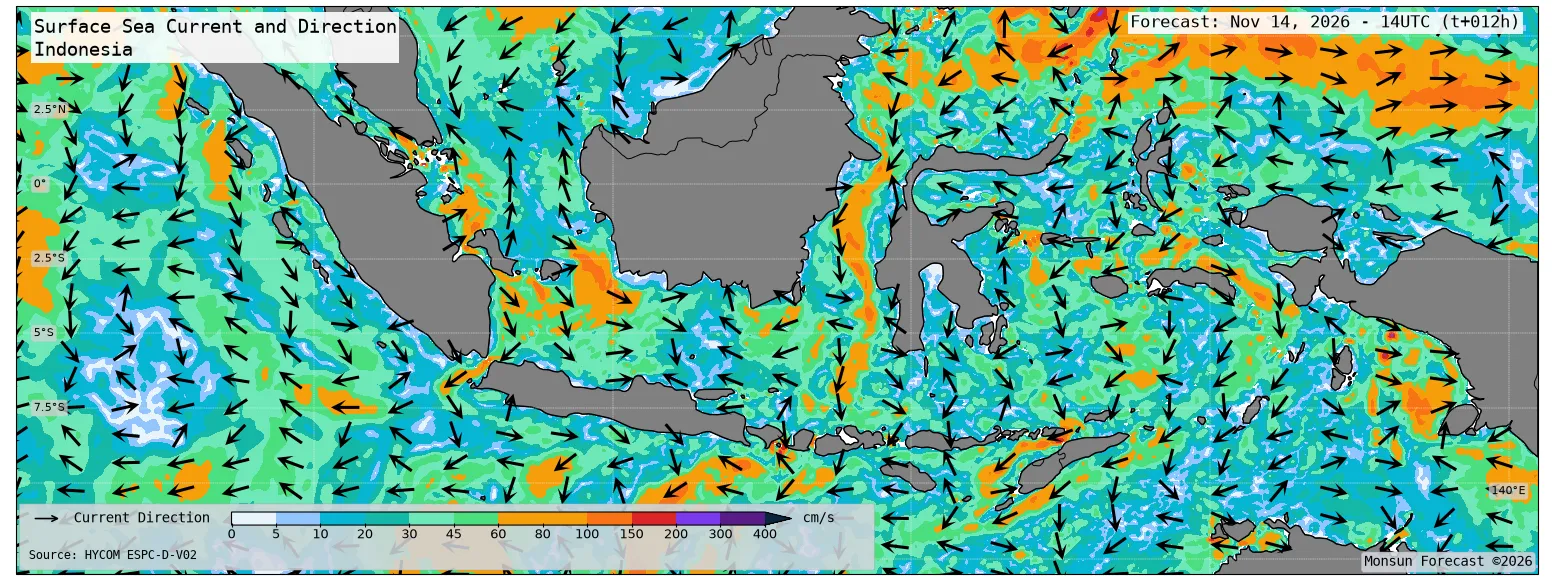 Surface Sea Current and Direction
Indonesia
Forecast: Nov 14, 2026 - 14UTC (t+012h)
2.5°N
0°
2.5°S
5°S
7.5°S
140°E
Current Direction
0 5 10 20 30 45 60 80 100 150 200 300 400 cm/s
Source: HYCOM ESPC-D-V02
Monsun Forecast ©2026